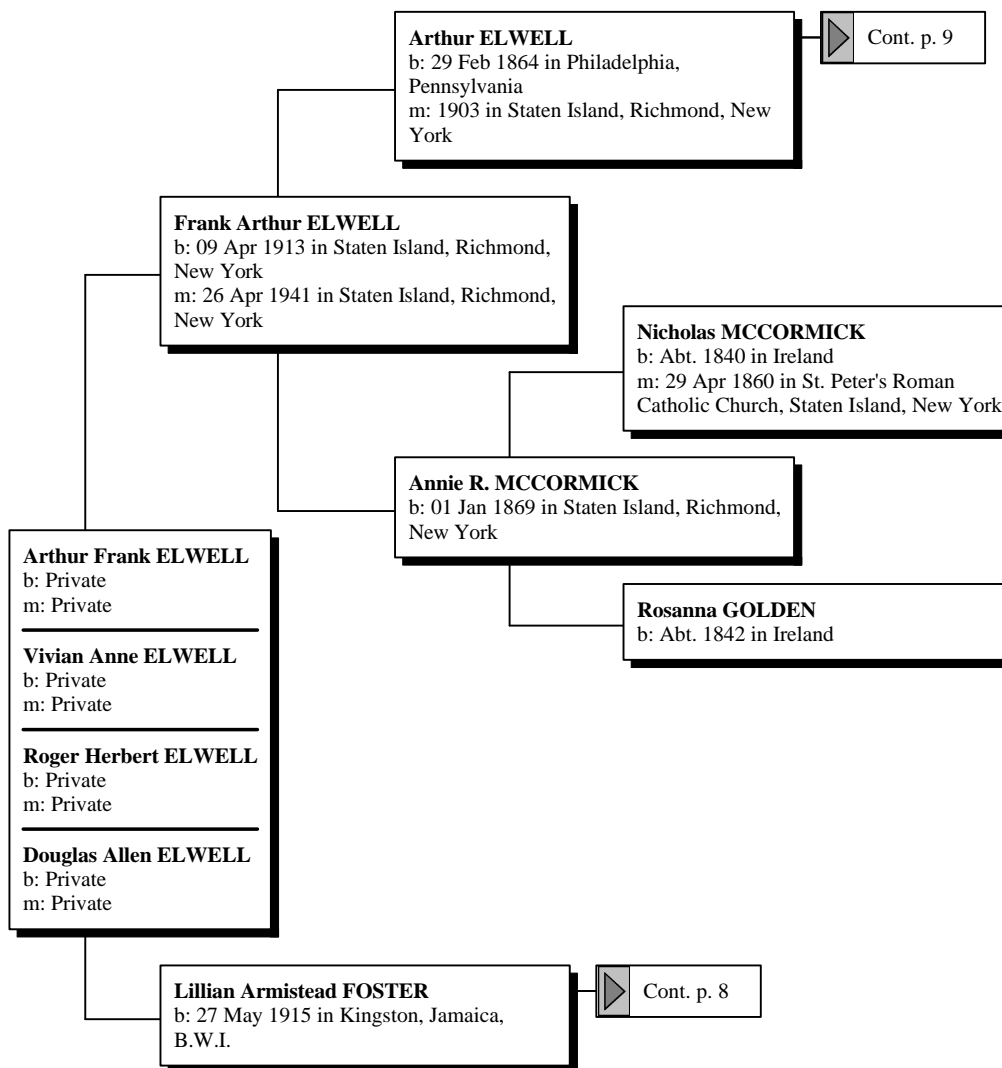 Arthur ELWELL
b: 29 Feb 1864 in Philadelphia,
Pennsylvania
m: 1903 in Staten Island, Richmond, New
York
Cont. p. 9
Frank Arthur ELWELL
b: 09 Apr 1913 in Staten Island, Richmond,
New York
m: 26 Apr 1941 in Staten Island, Richmond,
New York
Nicholas MCCORMICK
b: Abt. 1840 in Ireland
m: 29 Apr 1860 in St. Peter's Roman
Catholic Church, Staten Island, New York
Annie R. MCCORMICK
b: 01 Jan 1869 in Staten Island, Richmond,
New York
Rosanna GOLDEN
b: Abt. 1842 in Ireland
Arthur Frank ELWELL
b: Private
m: Private
Vivian Anne ELWELL
b: Private
m: Private
Roger Herbert ELWELL
b: Private
m: Private
Douglas Allen ELWELL
b: Private
m: Private
Lillian Armistead FOSTER
b: 27 May 1915 in Kingston, Jamaica,
B.W.I.
Cont. p. 8